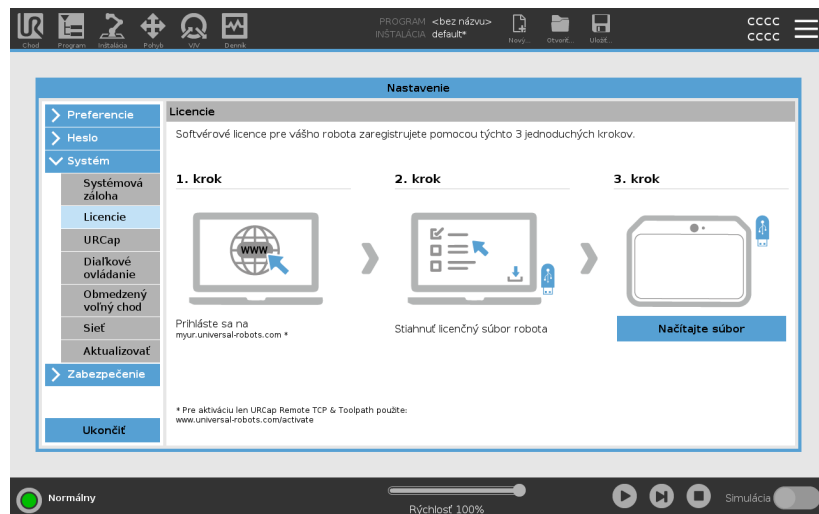 PROGRAM <bez názvu>
INŠTALÁCIA default*
cccc
cccc
Chod Program Inštalácia Pohyb V/V Denník Nový... Otvoriť... Uložiť...
Nastavenie
Preferencie
Heslo
Systém
Systémová
záloha
Licencie
URCap
Diaľkové
ovládanie
Obmedzený
voľný chod
Sieť
Aktualizovať
Zabezpečenie
Ukončiť
Licencie
Softvérové licence pre vášho robota zaregistrujete pomocou týchto 3 jednoduchých krokov.
1. krok
WWW
Prihláste sa na
myur.universal-robots.com *
2. krok
Stiahnuť licenčný súbor robota
3. krok
Načítajte súbor
* Pre aktiváciu len URCap Remote TCP & Toolpath použite:
www.universal-robots.com/activate
Normálny
Rýchlosť 100%
Simulácia